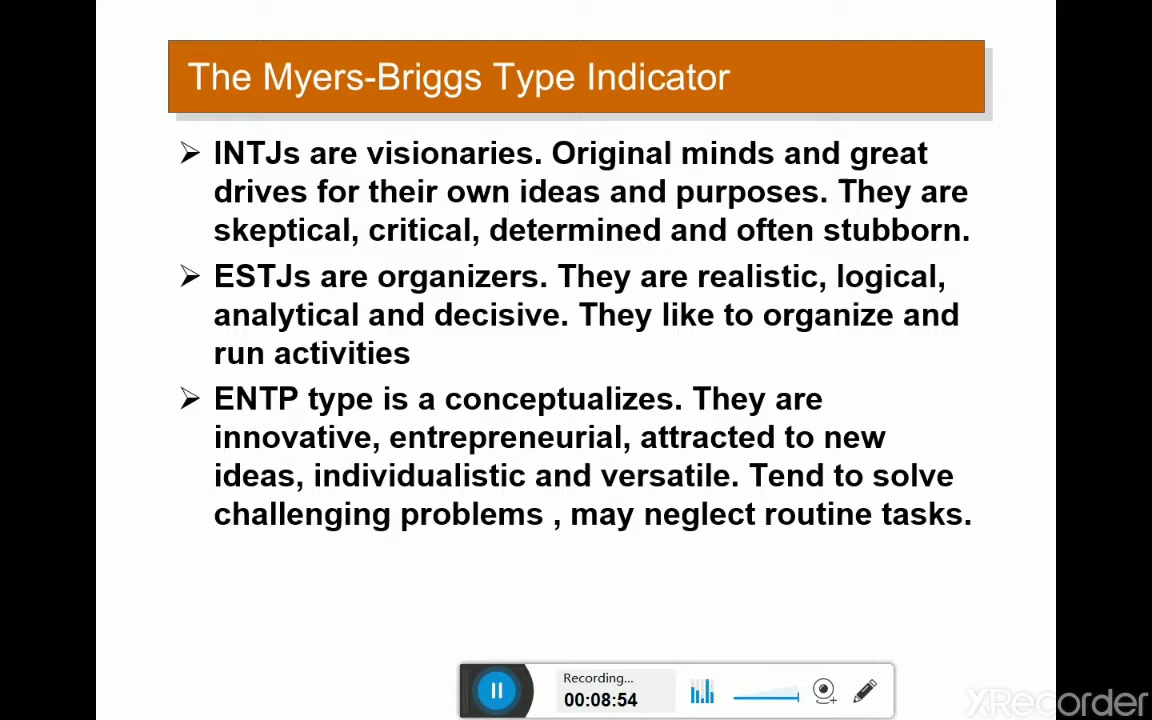 The Myers-Briggs Type Indicator
INTJs are visionaries. Original minds and great
drives for their own ideas and purposes. They are
skeptical, critical, determined and often stubborn.
ESTJs are organizers. They are realistic, logical,
analytical and decisive. They like to organize and
run activities
ENTP type is a conceptualizes. They are
innovative, entrepreneurial, attracted to new
ideas, individualistic and versatile. Tend to solve
challenging problems , may neglect routine tasks.
Recording...
00:08:54
XRecorder